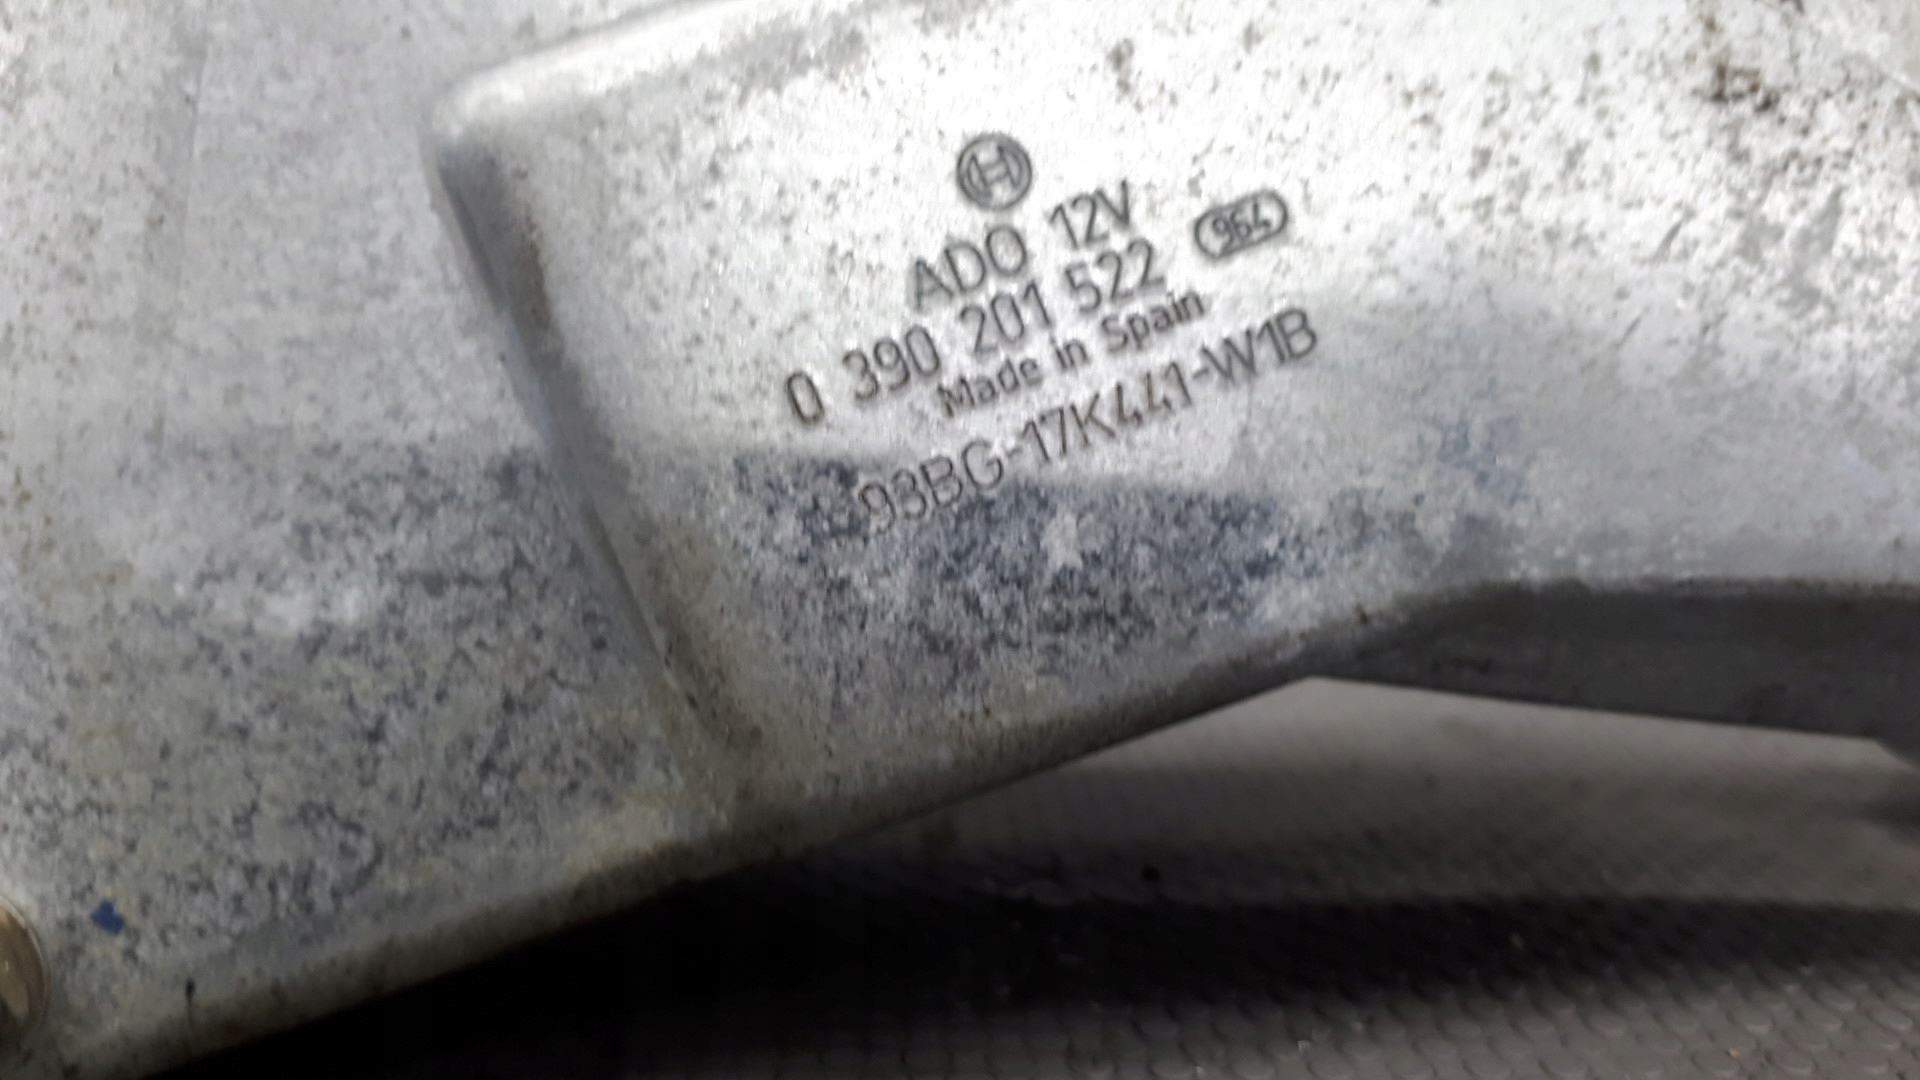 ADO 12V
0 390 201 522 964
Made in Spain
93BG-17K441-W1B